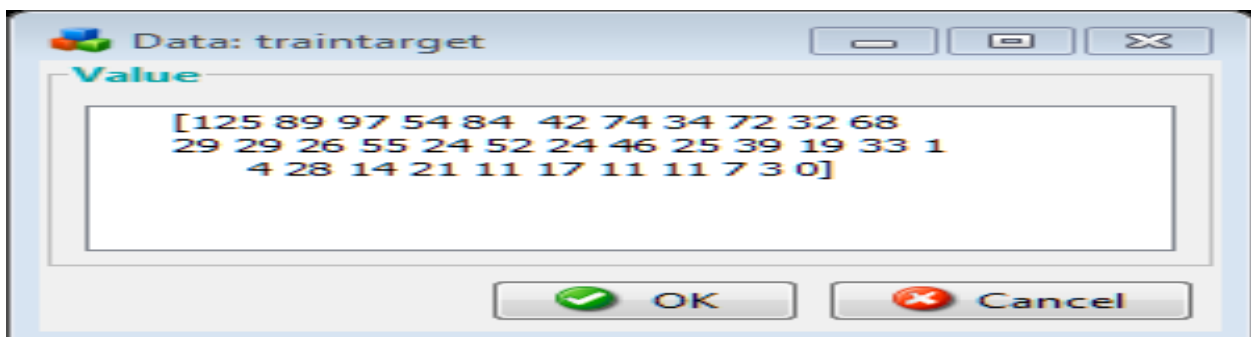 Data: traintarget
Value
[125 89 97 54 84 42 74 34 72 32 68
29 29 26 55 24 52 24 46 25 39 19 33 1
4 28 14 21 11 17 11 11 7 3 0]
OK Cancel